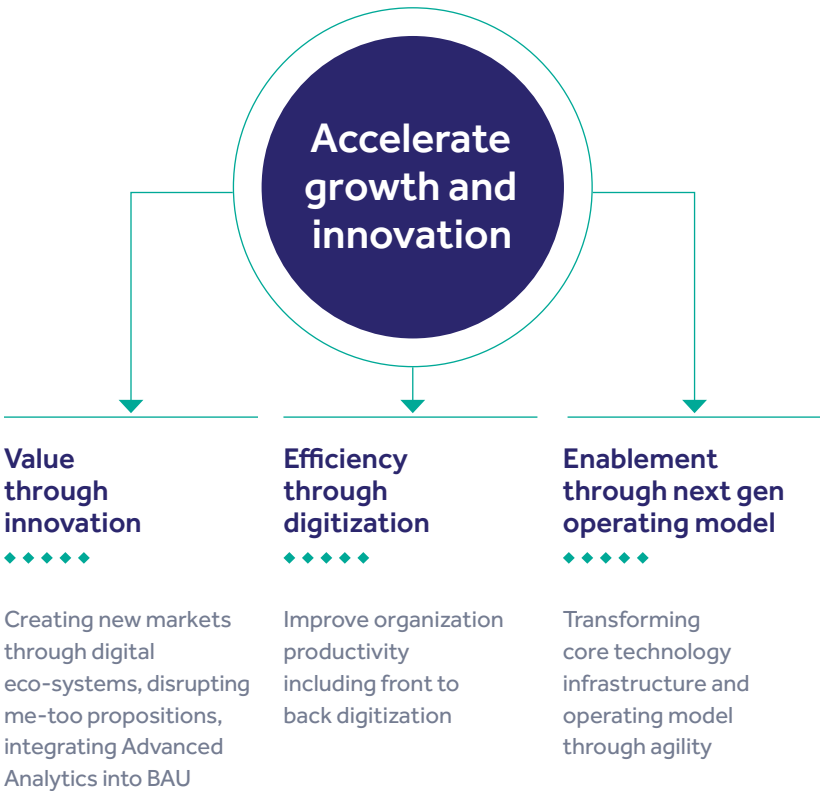 Accelerate
growth and
innovation
Value
through
innovation
Creating new markets
through digital
eco-systems, disrupting
me-too propositions,
integrating Advanced
Analytics into BAU
Efficiency
through
digitization
Improve organization
productivity
including front to
back digitization
Enablement
through next gen
operating model
Transforming
core technology
infrastructure and
operating model
through agility